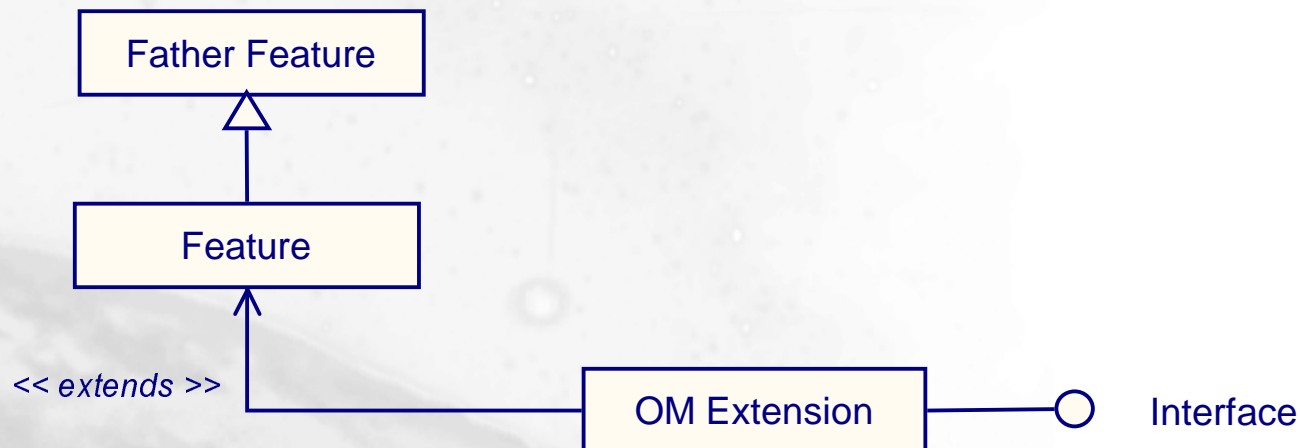 Father Feature
Feature
<< extends >>
OM Extension
Interface